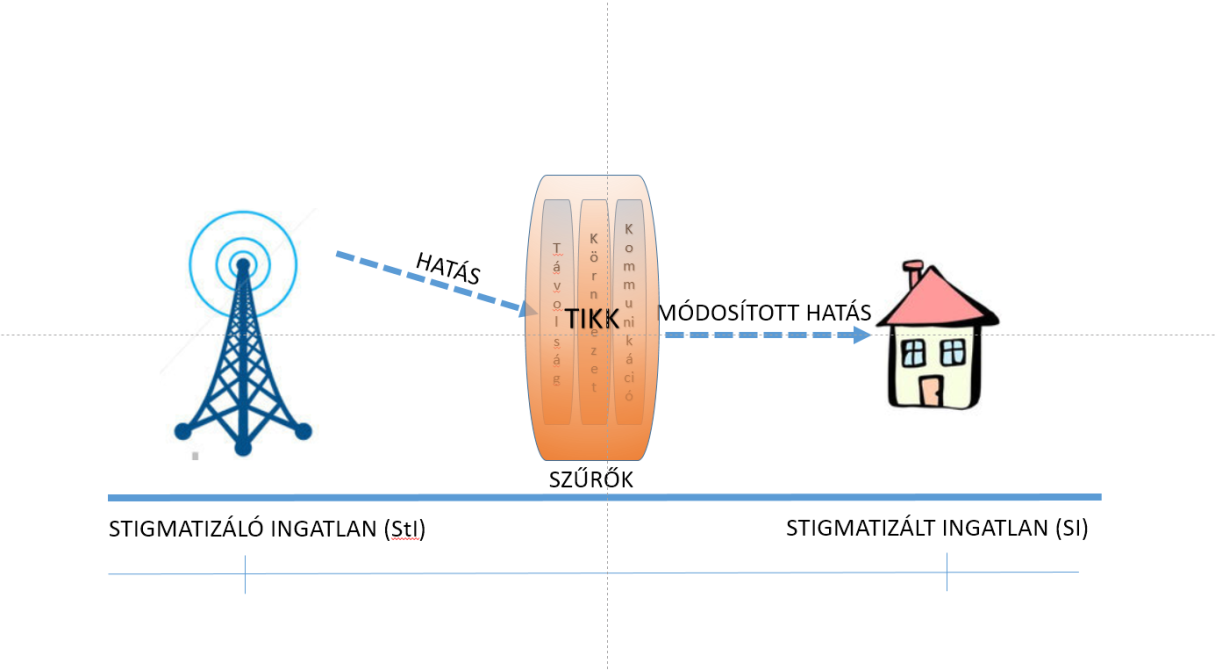 HATÁS
Távolság
Környezet
Kommunikáció
TIKK
MÓDOSÍTOTT HATÁS
SZŰRŐK
STIGMATIZÁLÓ INGATLAN (StI)
STIGMATIZÁLT INGATLAN (SI)